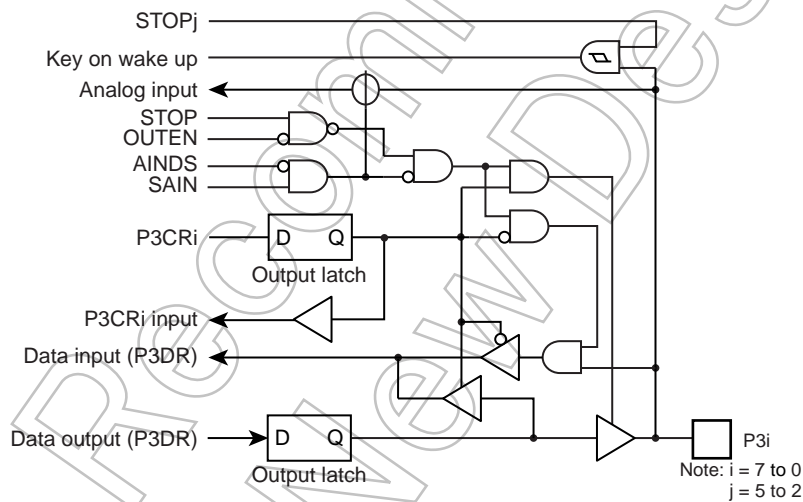 STOPj
Key on wake up
Analog input
STOP
OUTEN
AINDS
SAIN
P3CRi
D Q
Output latch
P3CRi input
Data input (P3DR)
Data output (P3DR)
D Q
Output latch
P3i
Note: i = 7 to 0
j = 5 to 2